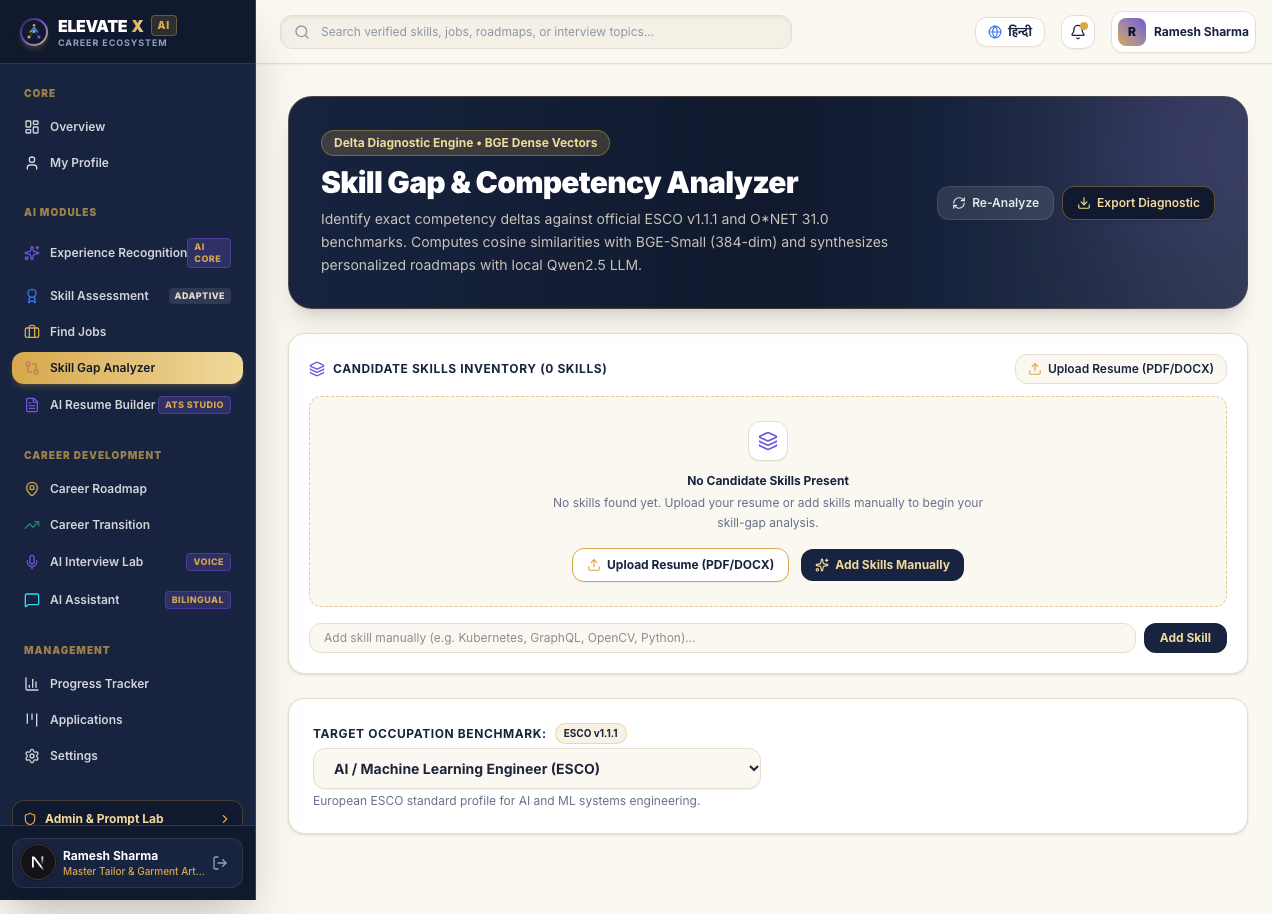 ELEVATE X AI
CAREER ECOSYSTEM
Search verified skills, jobs, roadmaps, or interview topics...
हिन्दी
R
Ramesh Sharma
CORE
Overview
My Profile
AI MODULES
Experience Recognition AI CORE
Skill Assessment ADAPTIVE
Find Jobs
Skill Gap Analyzer
AI Resume Builder ATS STUDIO
CAREER DEVELOPMENT
Career Roadmap
Career Transition
AI Interview Lab VOICE
AI Assistant BILINGUAL
MANAGEMENT
Progress Tracker
Applications
Settings
Admin & Prompt Lab
N
Ramesh Sharma
Master Tailor & Garment Art...
Delta Diagnostic Engine • BGE Dense Vectors
Skill Gap & Competency Analyzer
Identify exact competency deltas against official ESCO v1.1.1 and O*NET 31.0
benchmarks. Computes cosine similarities with BGE-Small (384-dim) and synthesizes
personalized roadmaps with local Qwen2.5 LLM.
Re-Analyze
Export Diagnostic
CANDIDATE SKILLS INVENTORY (0 SKILLS)
Upload Resume (PDF/DOCX)
No Candidate Skills Present
No skills found yet. Upload your resume or add skills manually to begin your
skill-gap analysis.
Upload Resume (PDF/DOCX)
Add Skills Manually
Add skill manually (e.g. Kubernetes, GraphQL, OpenCV, Python)...
Add Skill
TARGET OCCUPATION BENCHMARK: ESCO v1.1.1
AI / Machine Learning Engineer (ESCO)
European ESCO standard profile for AI and ML systems engineering.